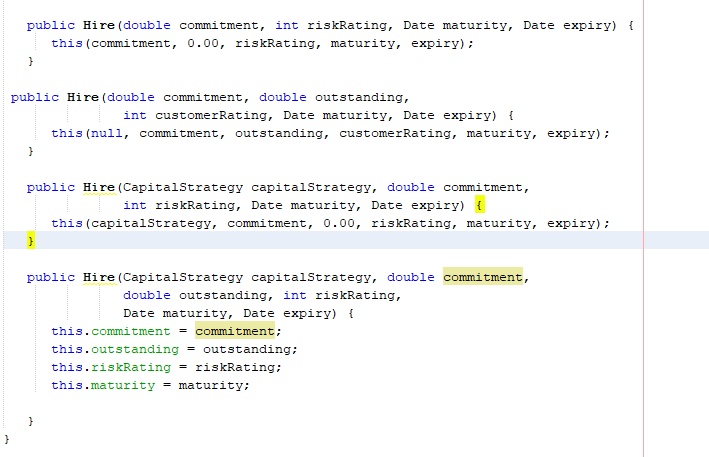 public Hire(double commitment, int riskRating, Date maturity, Date expiry) {
this(commitment, 0.00, riskRating, maturity, expiry);
}
public Hire(double commitment, double outstanding,
int customerRating, Date maturity, Date expiry) {
this(null, commitment, outstanding, customerRating, maturity, expiry);
}
public Hire(CapitalStrategy capitalStrategy, double commitment,
int riskRating, Date maturity, Date expiry) {
this(capitalStrategy, commitment, 0.00, riskRating, maturity, expiry);
}
public Hire(CapitalStrategy capitalStrategy, double commitment,
double outstanding, int riskRating,
Date maturity, Date expiry) {
this.commitment = commitment;
this.outstanding = outstanding;
this.riskRating = riskRating;
this.maturity = maturity;
}
}